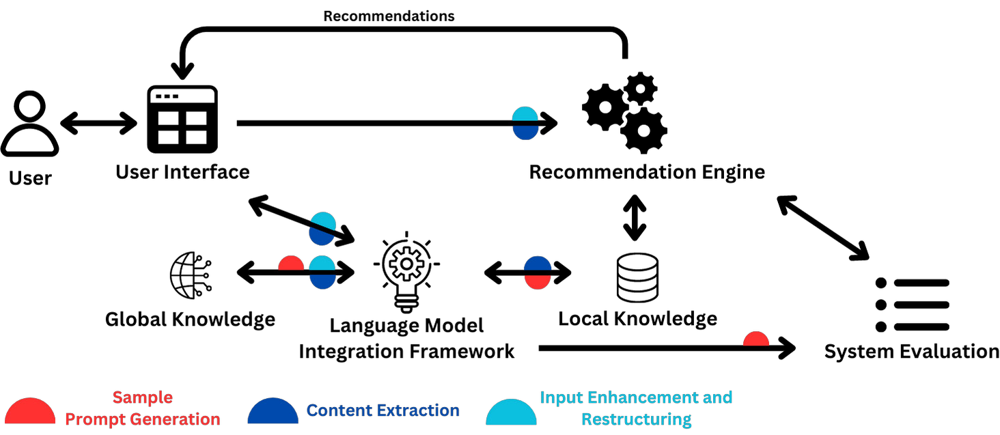 Recommendations
User
User Interface
Recommendation Engine
Global Knowledge
Language Model
Integration Framework
Local Knowledge
System Evaluation
Sample
Prompt Generation
Content Extraction
Input Enhancement and
Restructuring